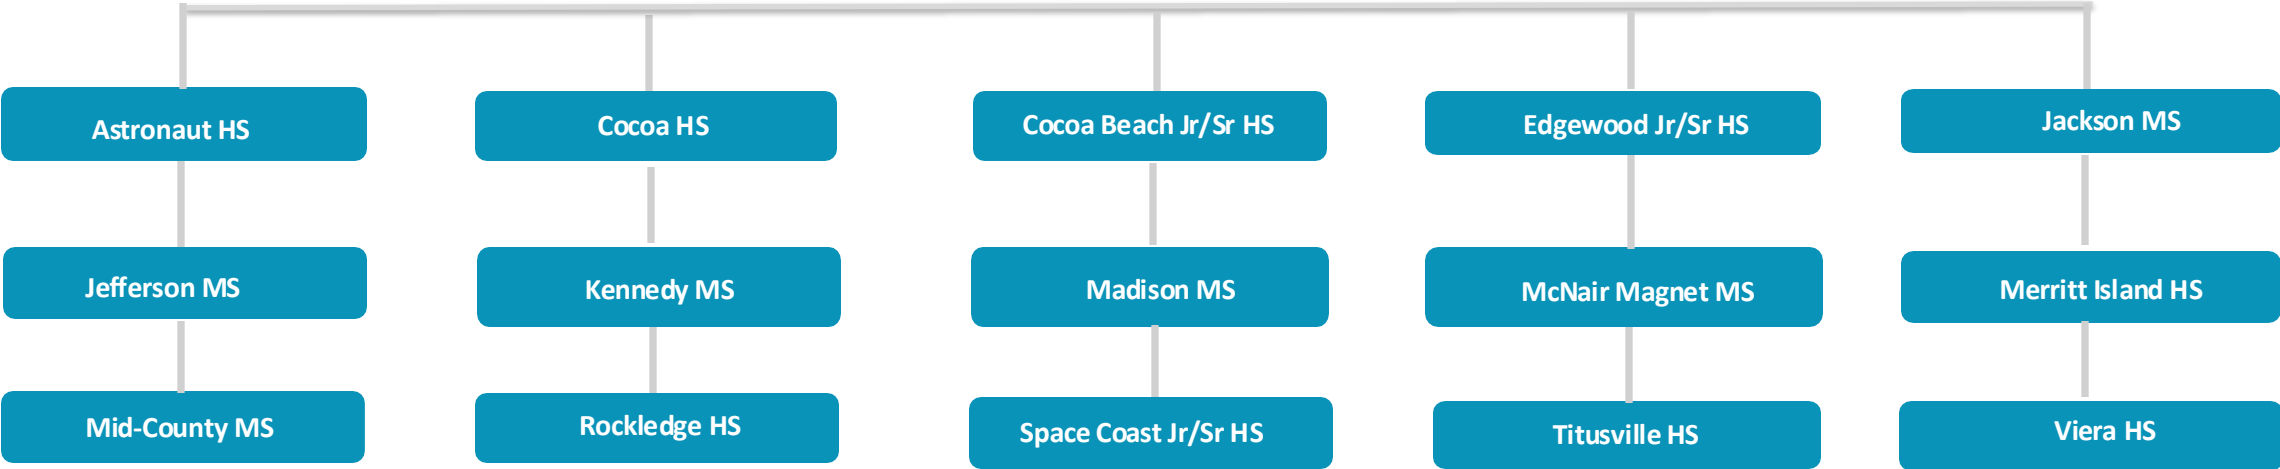 Astronaut HS
Cocoa HS
Cocoa Beach Jr/Sr HS
Edgewood Jr/Sr HS
Jackson MS
Jefferson MS
Kennedy MS
Madison MS
McNair Magnet MS
Merritt Island HS
Mid-County MS
Rockledge HS
Space Coast Jr/Sr HS
Titusville HS
Viera HS